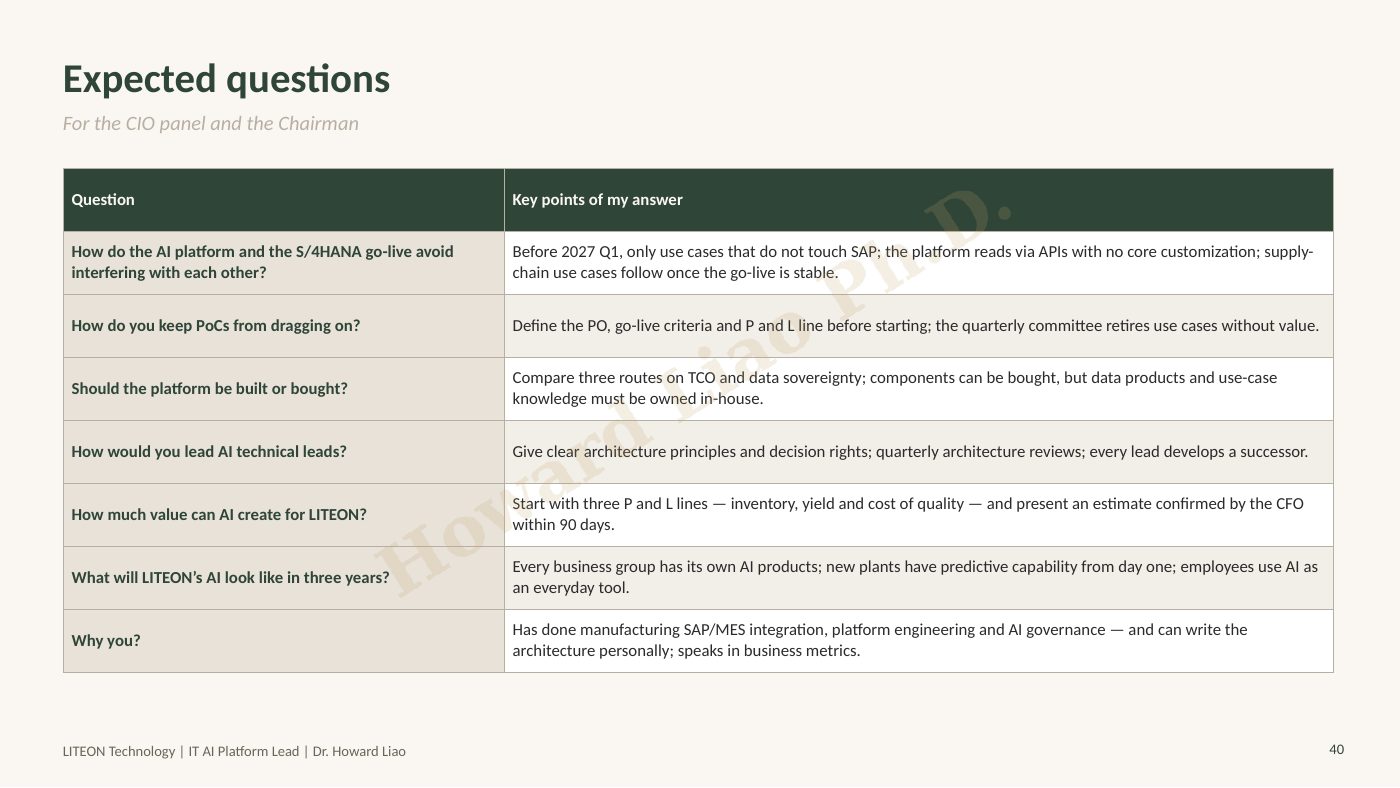 Expected questions
For the CIO panel and the Chairman
Question
Key points of my answer
How do the AI platform and the S/4HANA go-live avoid
interfering with each other?
Before 2027 Q1, only use cases that do not touch SAP; the platform reads via APIs with no core customization; supply-
chain use cases follow once the go-live is stable.
How do you keep PoCs from dragging on?
Define the PO, go-live criteria and P and L line before starting; the quarterly committee retires use cases without value.
Should the platform be built or bought?
Compare three routes on TCO and data sovereignty; components can be bought, but data products and use-case
knowledge must be owned in-house.
How would you lead AI technical leads?
Give clear architecture principles and decision rights; quarterly architecture reviews; every lead develops a successor.
How much value can AI create for LITEON?
Start with three P and L lines — inventory, yield and cost of quality — and present an estimate confirmed by the CFO
within 90 days.
What will LITEON’s AI look like in three years?
Every business group has its own AI products; new plants have predictive capability from day one; employees use AI as
an everyday tool.
Why you?
Has done manufacturing SAP/MES integration, platform engineering and AI governance — and can write the
architecture personally; speaks in business metrics.
Howard Liao Ph.D.
LITEON Technology | IT AI Platform Lead | Dr. Howard Liao
40